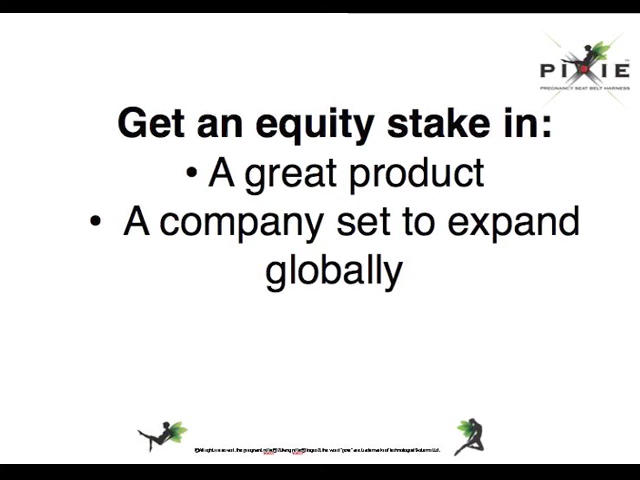 PIXIE
PREGNANCY SEAT BELT HARNESS
Get an equity stake in:
• A great product
• A company set to expand
globally